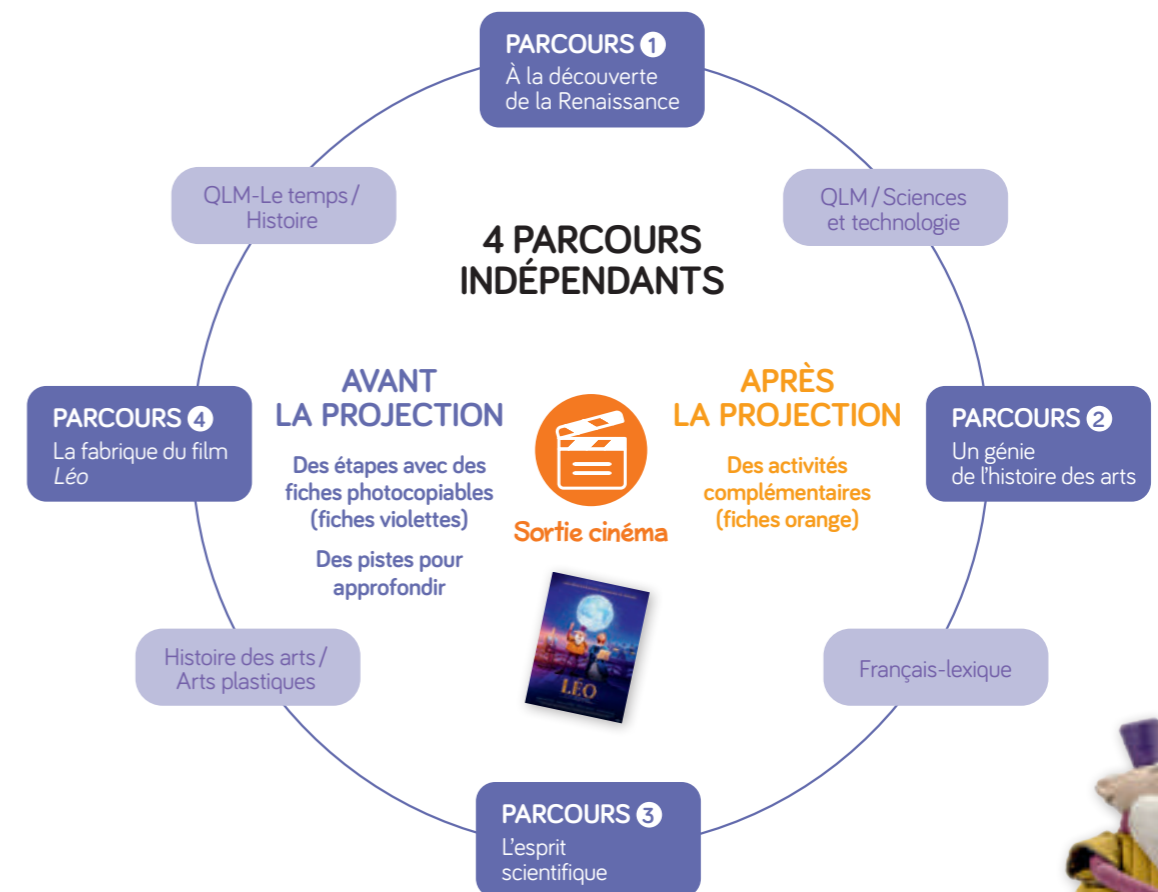 PARCOURS 1
À la découverte
de la Renaissance
QLM-Le temps /
Histoire
QLM / Sciences
et technologie
4 PARCOURS
INDÉPENDANTS
AVANT
LA PROJECTION
Des étapes avec des
fiches photocopiables
(fiches violettes)
Des pistes pour
approfondir
Sortie cinéma
APRÈS
LA PROJECTION
Des activités
complémentaires
(fiches orange)
PARCOURS 4
La fabrique du film
Léo
PARCOURS 2
Un génie
de l'histoire des arts
LÉO
Histoire des arts /
Arts plastiques
Français-lexique
PARCOURS 3
L'esprit
scientifique